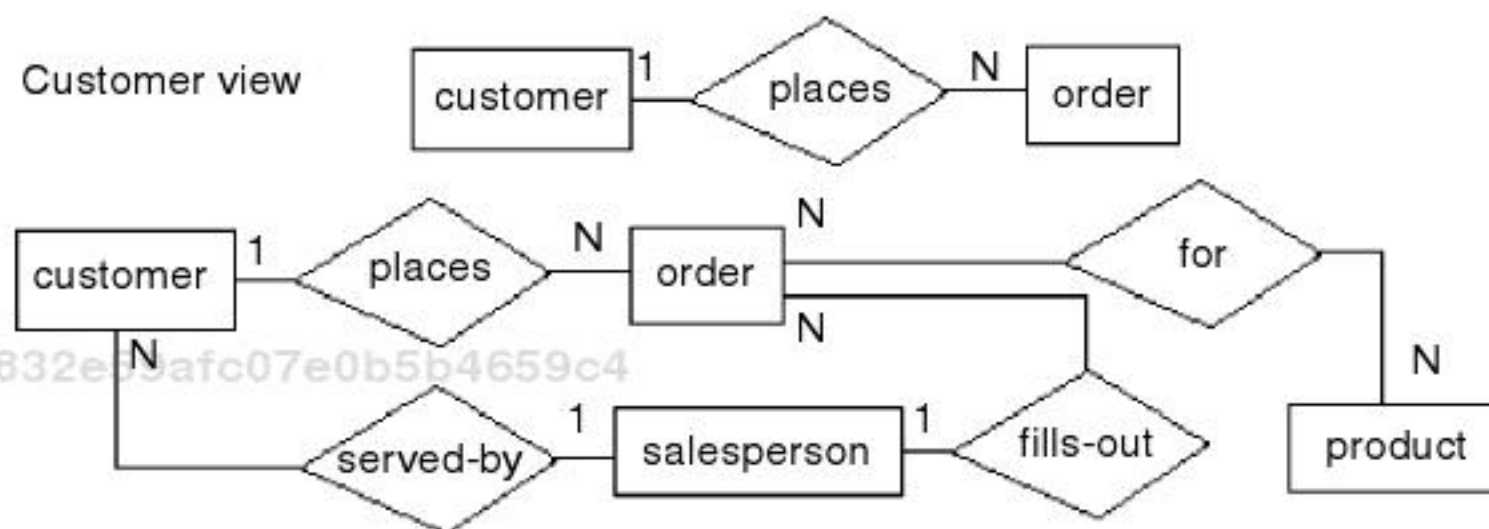 Customer view
customer 1 places N order
customer 1 places N order N for
N
N
832e59afc07e0b5b4659c4
N
served-by 1 salesperson 1 fills-out product